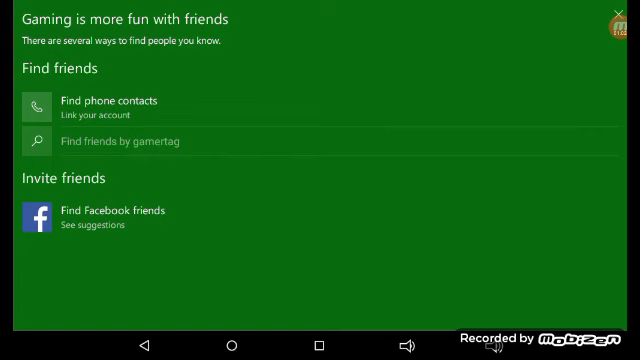 Gaming is more fun with friends
There are several ways to find people you know.
Find friends
Find phone contacts
Link your account
Find friends by gamertag
Invite friends
Find Facebook friends
See suggestions
Recorded by MOBIZEN